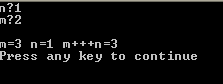 n?1
m?2
m=3 n=1 m+++n=3
Press any key to continue